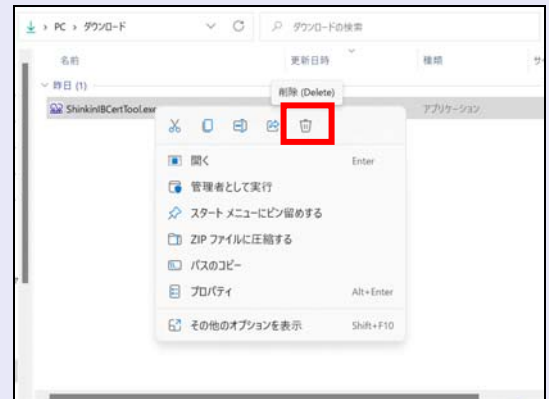 PC › ダウンロード
ダウンロードの検索
名前 更新日時 種類
昨日 (1)
削除 (Delete)
ShinkinIBCertTool.exe アプリケーション
開く Enter
管理者として実行
スタート メニューにピン留めする
ZIP ファイルに圧縮する
パスのコピー
プロパティ Alt+Enter
その他のオプションを表示 Shift+F10